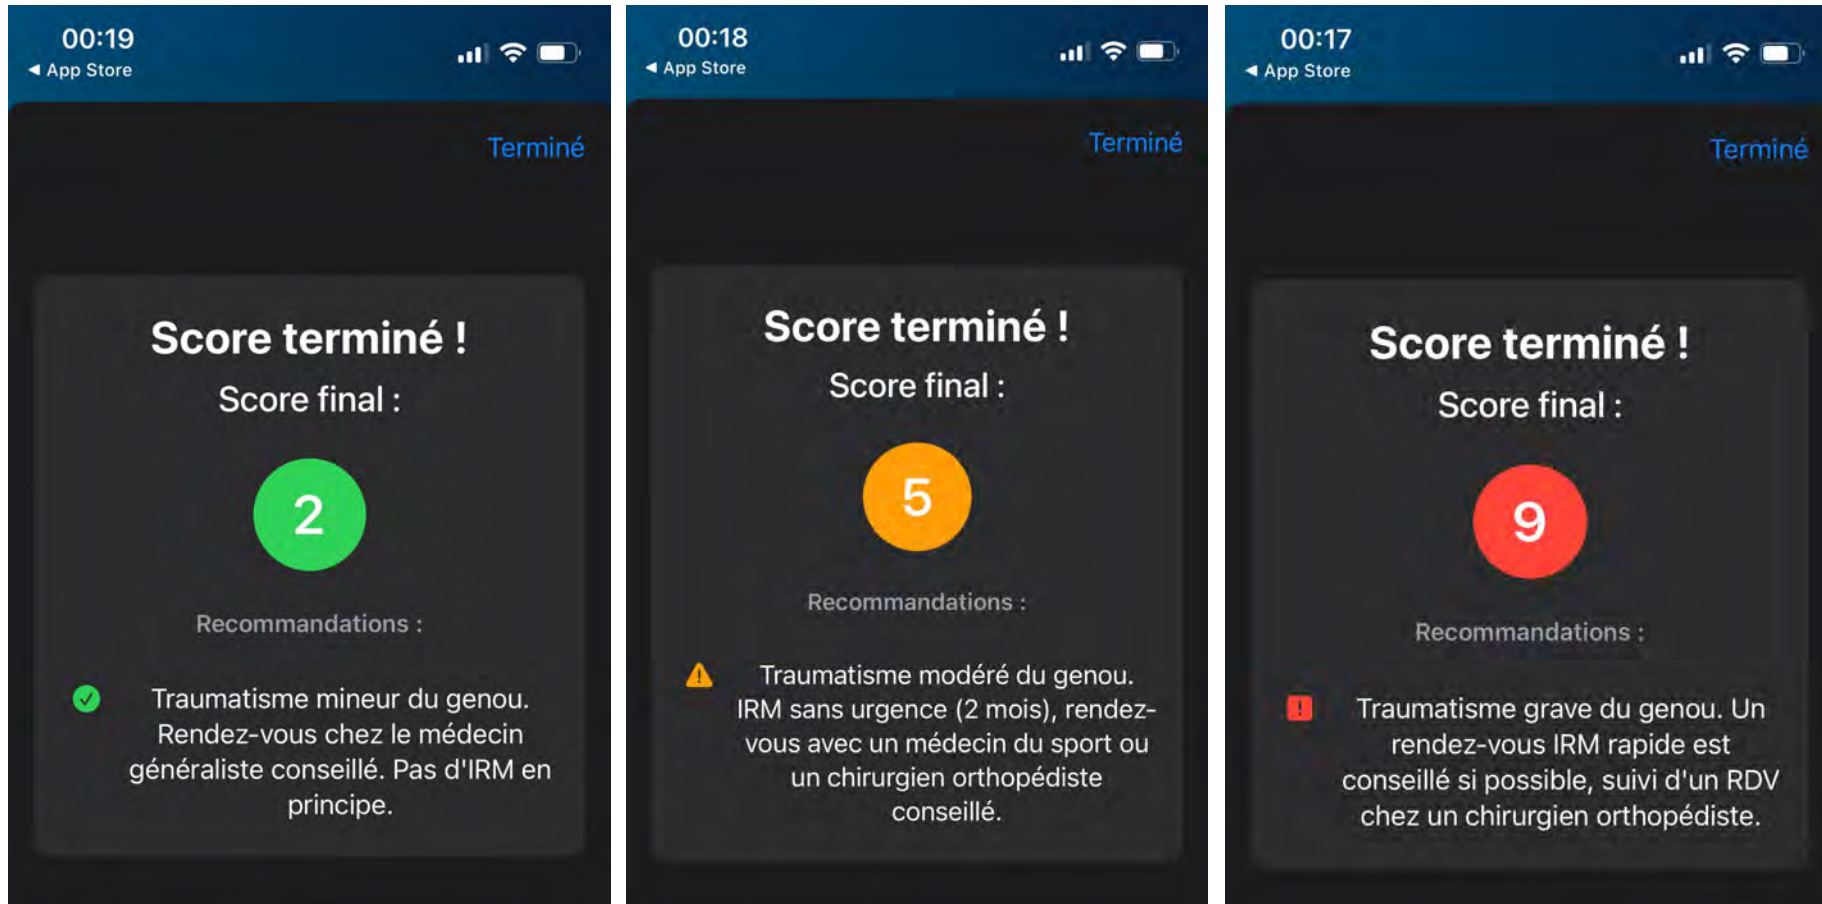 00:19
◀ App Store
Terminé
Score terminé !
Score final :
2
Recommandations :
Traumatisme mineur du genou.
Rendez-vous chez le médecin
généraliste conseillé. Pas d'IRM en
principe.
00:18
◀ App Store
Terminé
Score terminé !
Score final :
5
Recommandations :
Traumatisme modéré du genou.
IRM sans urgence (2 mois), rendez-
vous avec un médecin du sport ou
un chirurgien orthopédiste
conseillé.
00:17
◀ App Store
Terminé
Score terminé !
Score final :
9
Recommandations :
Traumatisme grave du genou. Un
rendez-vous IRM rapide est
conseillé si possible, suivi d'un RDV
chez un chirurgien orthopédiste.